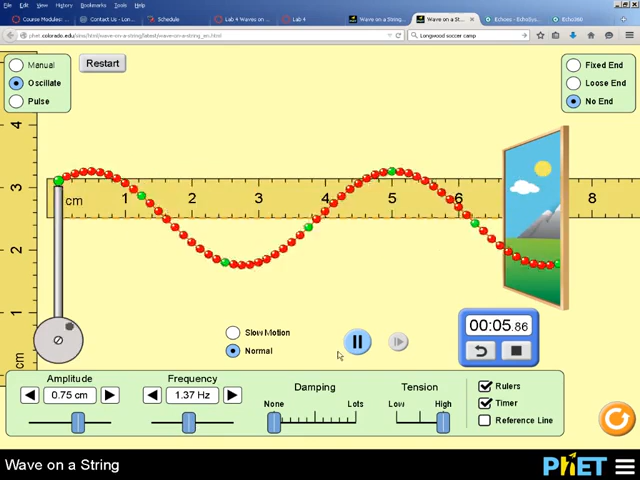 File Edit View History Bookmarks Tools Help
Course Modules: Contact Us - Lon... Schedule Lab 4 Waves on Lab 4 Wave on a String Wave on a St... Echoes - EchoSys... Echo360
phet.colorado.edu/sims/html/wave-on-a-string/latest/wave-on-a-string_en.html Longwood soccer camp
Manual
Oscillate
Pulse
Restart
Fixed End
Loose End
No End
4
3
2
1
cm
cm 1 2 3 4 5 6 8
Slow Motion
Normal
00:05.86
Amplitude
0.75 cm
Frequency
1.37 Hz
Damping
None Lots
Tension
Low High
Rulers
Timer
Reference Line
Wave on a String
PhET